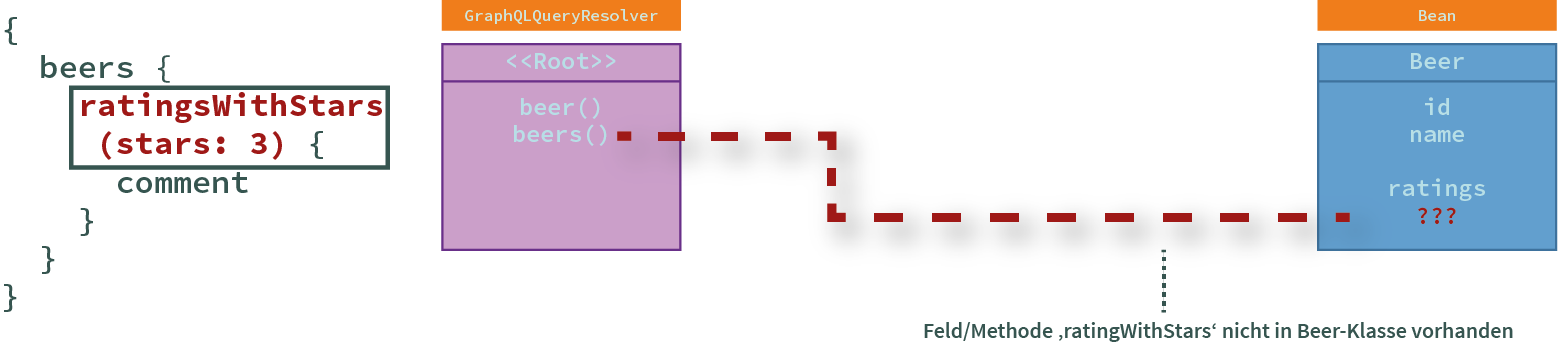 {
beers {
ratingsWithStars
(stars: 3) {
comment
}
}
}
GraphQLQueryResolver
<<Root>>
beer()
beers()
Bean
Beer
id
name
ratings
???
Feld/Methode ‚ratingWithStars‘ nicht in Beer-Klasse vorhanden